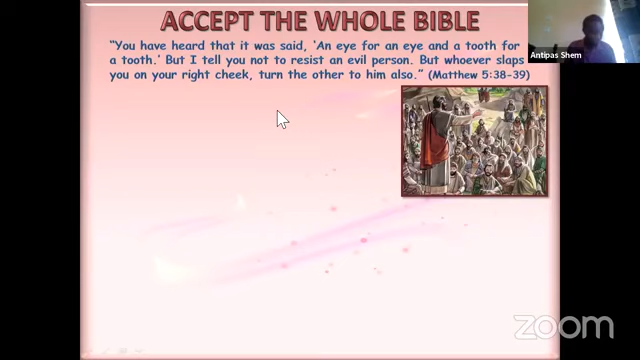 ACCEPT THE WHOLE BIBLE
“You have heard that it was said, ‘An eye for an eye and a tooth for
a tooth.’ But I tell you not to resist an evil person. But whoever slaps
you on your right cheek, turn the other to him also.” (Matthew 5:38-39)
Antipas Shem
zoom